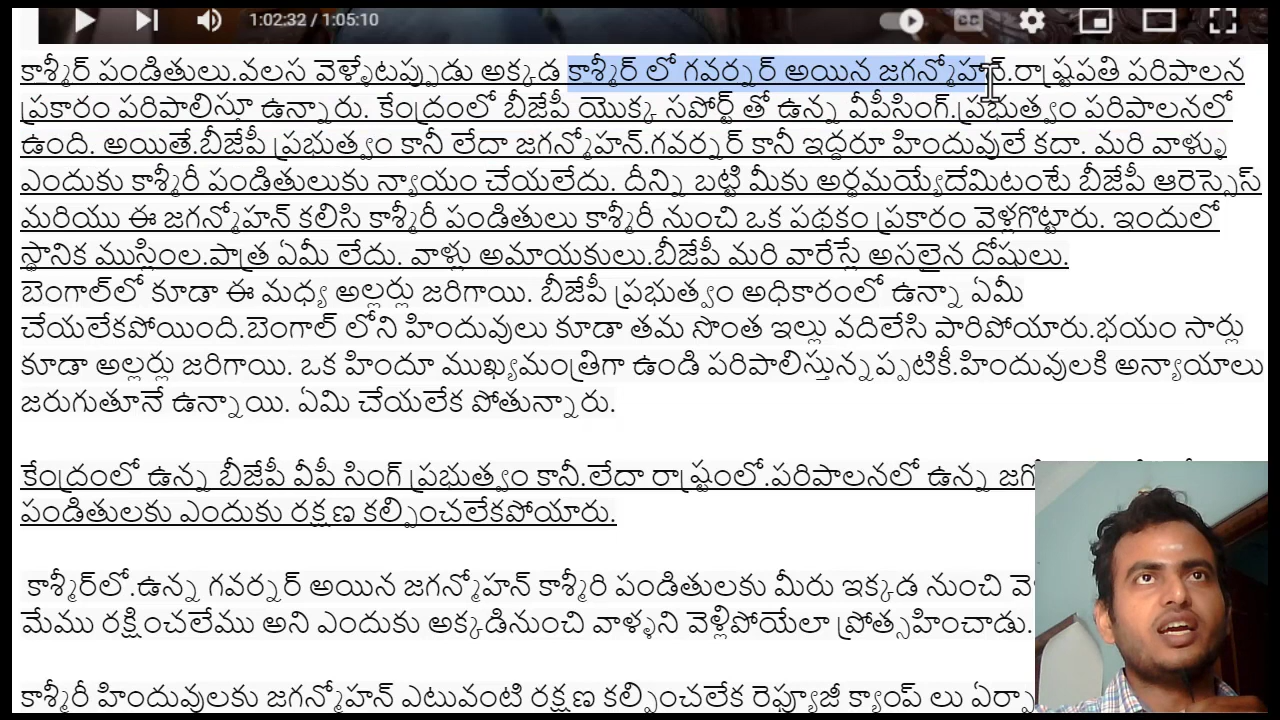 1:02:32 / 1:05:10
కాశ్మీర్ పండితులు.వలస వెళ్ళేటప్పుడు అక్కడ కాశ్మీర్ లో గవర్నర్ అయిన జగన్మోహన్.రాష్ట్రపతి పరిపాలన
ప్రకారం పరిపాలిస్తూ ఉన్నారు. కేంద్రంలో బీజేపీ యొక్క సపోర్ట్ తో ఉన్న వీపీసింగ్.ప్రభుత్వం పరిపాలనలో
ఉంది. అయితే.బీజేపీ ప్రభుత్వం కానీ లేదా జగన్మోహన్.గవర్నర్ కానీ ఇద్దరూ హిందువులే కదా. మరి వాళ్ళు
ఎందుకు కాశ్మీరీ పండితులుకు న్యాయం చేయలేదు. దీన్ని బట్టి మీకు అర్థమయ్యేదేమిటంటే బీజేపీ ఆరెస్సెస్
మరియు ఈ జగన్మోహన్ కలిసి కాశ్మీరీ పండితులు కాశ్మీరీ నుంచి ఒక పథకం ప్రకారం వెళ్లగొట్టారు. ఇందులో
స్థానిక ముస్లింల.పాత్ర ఏమీ లేదు. వాళ్లు అమాయకులు.బీజేపీ మరి వారేస్లే అసలైన దోషులు.
బెంగాల్‌లో కూడా ఈ మధ్య అల్లర్లు జరిగాయి. బీజేపీ ప్రభుత్వం అధికారంలో ఉన్నా ఏమీ
చేయలేకపోయింది.బెంగాల్ లోని హిందువులు కూడా తమ సొంత ఇల్లు వదిలేసి పారిపోయారు.భయం సార్లు
కూడా అల్లర్లు జరిగాయి. ఒక హిందూ ముఖ్యమంత్రిగా ఉండి పరిపాలిస్తున్నప్పటికీ.హిందువులకి అన్యాయాలు
జరుగుతూనే ఉన్నాయి. ఏమి చేయలేక పోతున్నారు.
కేంద్రంలో ఉన్న బీజేపీ వీపీ సింగ్ ప్రభుత్వం కానీ.లేదా రాష్ట్రంలో.పరిపాలనలో ఉన్న
పండితులకు ఎందుకు రక్షణ కల్పించలేకపోయారు.
కాశ్మీర్‌లో.ఉన్న గవర్నర్ అయిన జగన్మోహన్ కాశ్మీరి పండితులకు మీరు ఇక్కడ నుంచి
మేము రక్షించలేము అని ఎందుకు అక్కడినుంచి వాళ్ళని వెళ్లిపోయేలా ప్రోత్సహించాడు.
కాశ్మీరీ హిందువులకు జగన్మోహన్ ఎటువంటి రక్షణ కల్పించలేక రెఫ్యూజీ క్యాంప్ లు